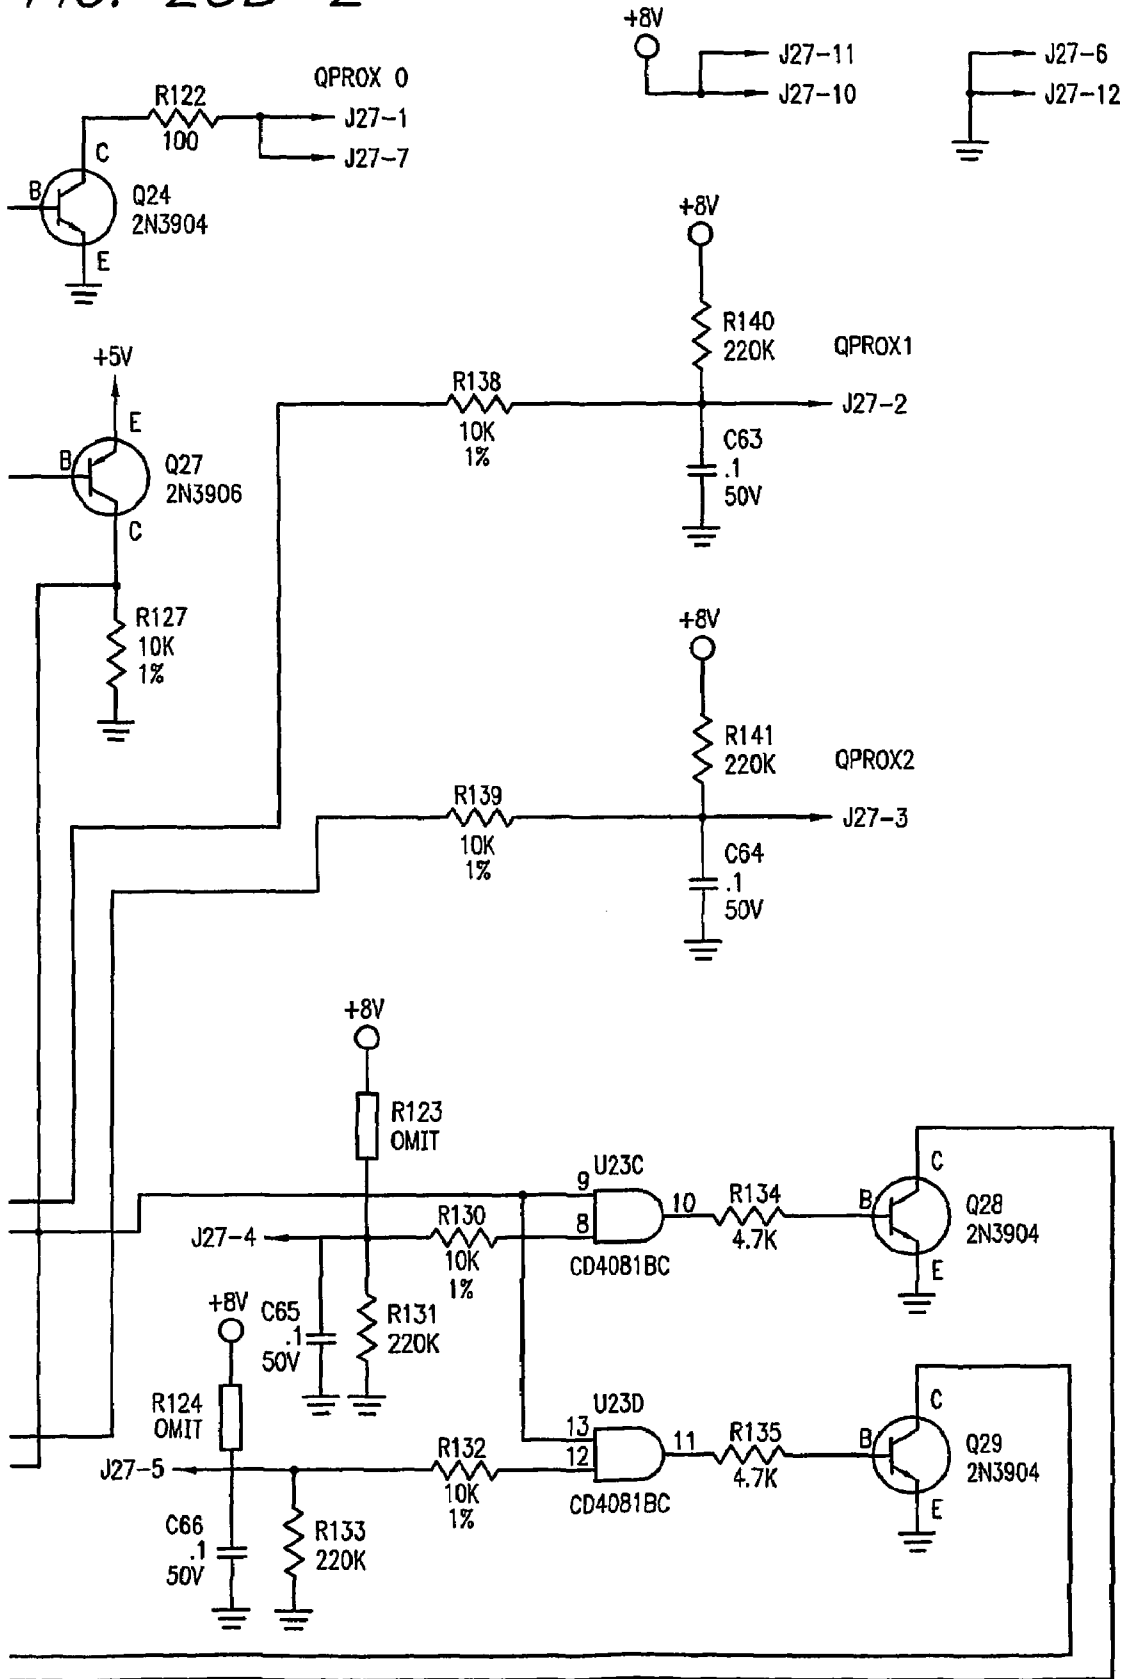 FIG. 26B-2
+8V
J27-11
J27-10
J27-6
J27-12
QPROX 0
R122
100
J27-1
J27-7
C
B
E
Q24
2N3904
+8V
R140
220K
QPROX1
J27-2
R138
10K
1%
C63
.1
50V
+5V
E
B
C
Q27
2N3906
R127
10K
1%
+8V
R141
220K
QPROX2
J27-3
R139
10K
1%
C64
.1
50V
+8V
R123
OMIT
U23C
9
8
10
CD4081BC
R134
4.7K
C
B
E
Q28
2N3904
J27-4
R130
10K
1%
C65
.1
50V
R131
220K
+8V
R124
OMIT
U23D
13
12
11
CD4081BC
R135
4.7K
C
B
E
Q29
2N3904
J27-5
R132
10K
1%
C66
.1
50V
R133
220K